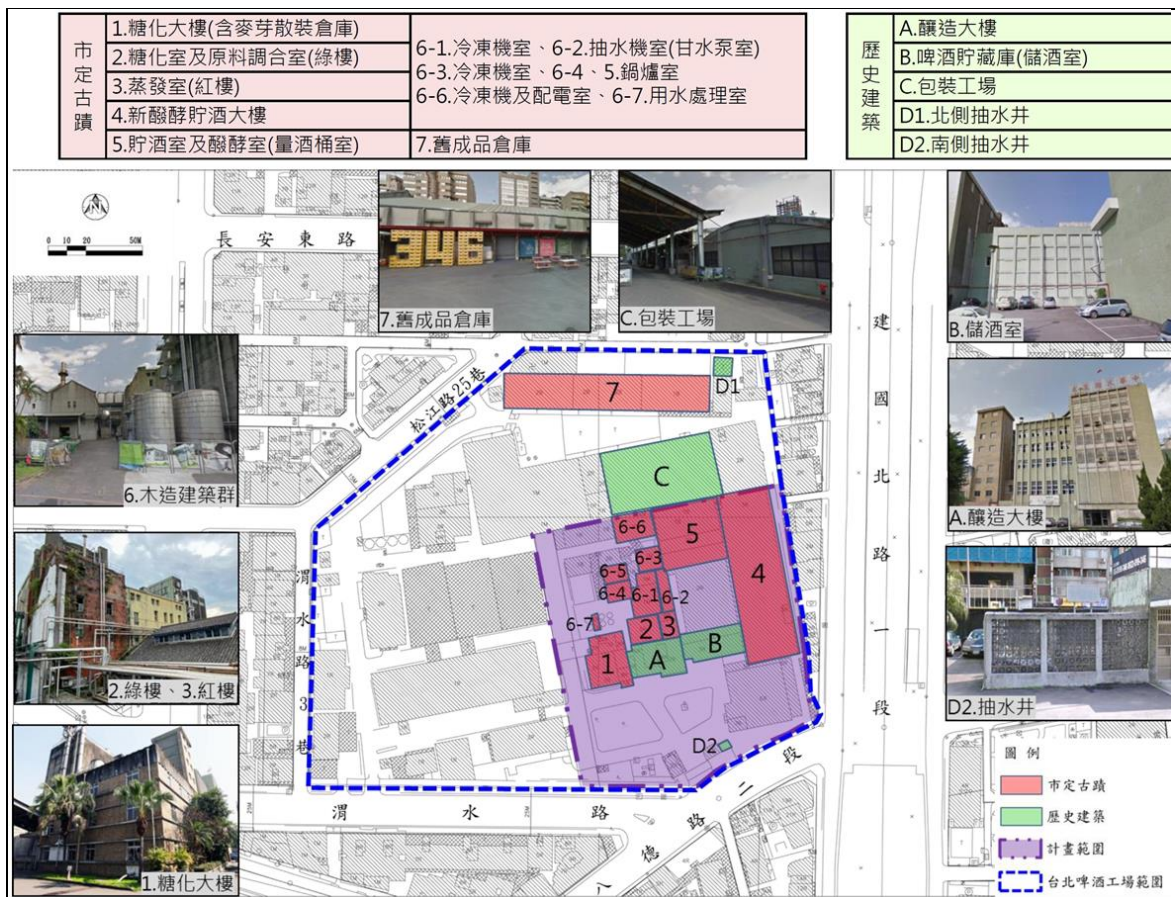 市定古蹟
1.糖化大樓(含麥芽散裝倉庫)
2.糖化室及原料調合室(綠樓)
3.蒸發室(紅樓)
4.新醱酵貯酒大樓
5.貯酒室及醱酵室(量酒桶室)
6-1.冷凍機室、6-2.抽水機室(甘水泵室)
6-3.冷凍機室、6-4、5.鍋爐室
6-6.冷凍機及配電室、6-7.用水處理室
7.舊成品倉庫
歷史建築
A.釀造大樓
B.啤酒貯藏庫(儲酒室)
C.包裝工場
D1.北側抽水井
D2.南側抽水井
0 10 20 50M
長安東路
7.舊成品倉庫
C.包裝工場
B.儲酒室
建國北路一段
松江路25巷
7
D1
6.木造建築群
C
A.釀造大樓
6-6
5
4
6-3
6-5
6-4
6-1
6-2
6-7
2
3
1
A
B
2.綠樓、3.紅樓
渭水路3巷
D2.抽水井
D2
渭水路
八德路二段
1.糖化大樓
圖例
市定古蹟
歷史建築
計畫範圍
台北啤酒工場範圍